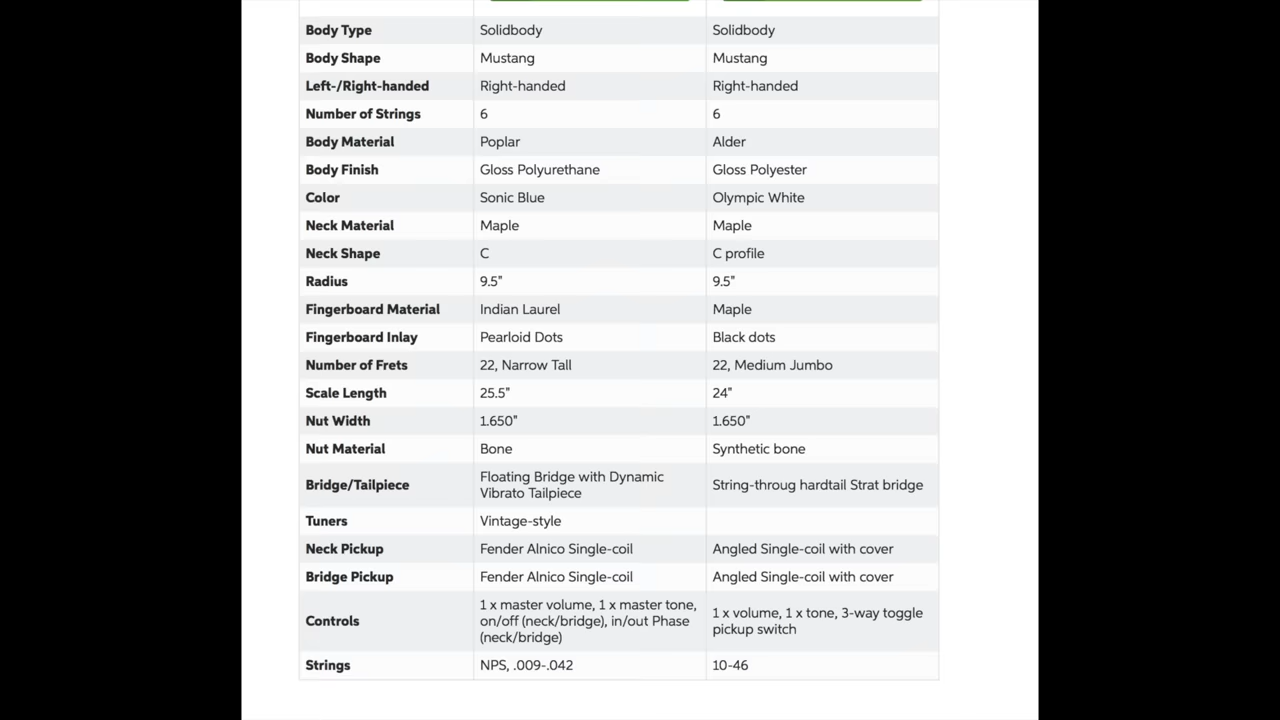 Body Type Solidbody Solidbody
Body Shape Mustang Mustang
Left-/Right-handed Right-handed Right-handed
Number of Strings 6 6
Body Material Poplar Alder
Body Finish Gloss Polyurethane Gloss Polyester
Color Sonic Blue Olympic White
Neck Material Maple Maple
Neck Shape C C profile
Radius 9.5" 9.5"
Fingerboard Material Indian Laurel Maple
Fingerboard Inlay Pearloid Dots Black dots
Number of Frets 22, Narrow Tall 22, Medium Jumbo
Scale Length 25.5" 24"
Nut Width 1.650" 1.650"
Nut Material Bone Synthetic bone
Bridge/Tailpiece Floating Bridge with Dynamic
Vibrato Tailpiece String-throug hardtail Strat bridge
Tuners Vintage-style
Neck Pickup Fender Alnico Single-coil Angled Single-coil with cover
Bridge Pickup Fender Alnico Single-coil Angled Single-coil with cover
Controls 1 x master volume, 1 x master tone,
on/off (neck/bridge), in/out Phase
(neck/bridge) 1 x volume, 1 x tone, 3-way toggle
pickup switch
Strings NPS, .009-.042 10-46